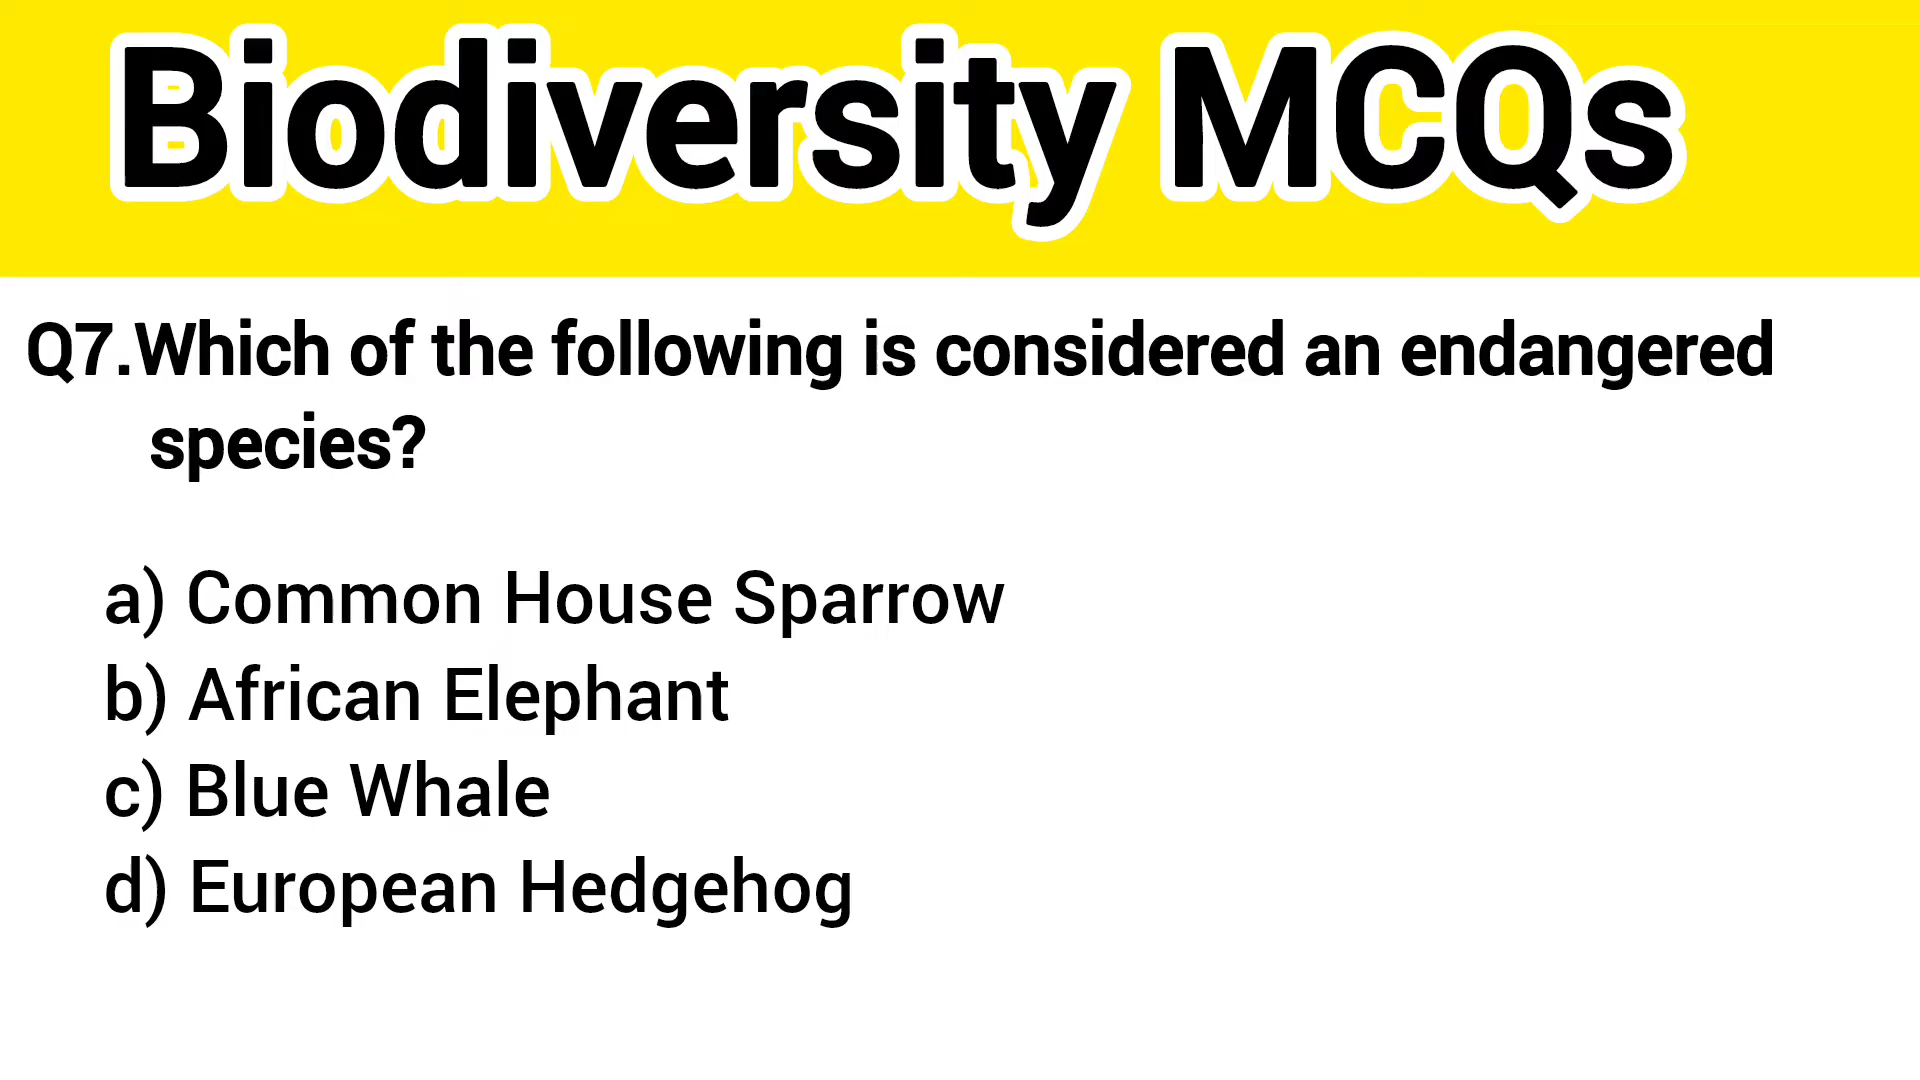 Biodiversity MCQs
Q7.Which of the following is considered an endangered
species?
a) Common House Sparrow
b) African Elephant
c) Blue Whale
d) European Hedgehog